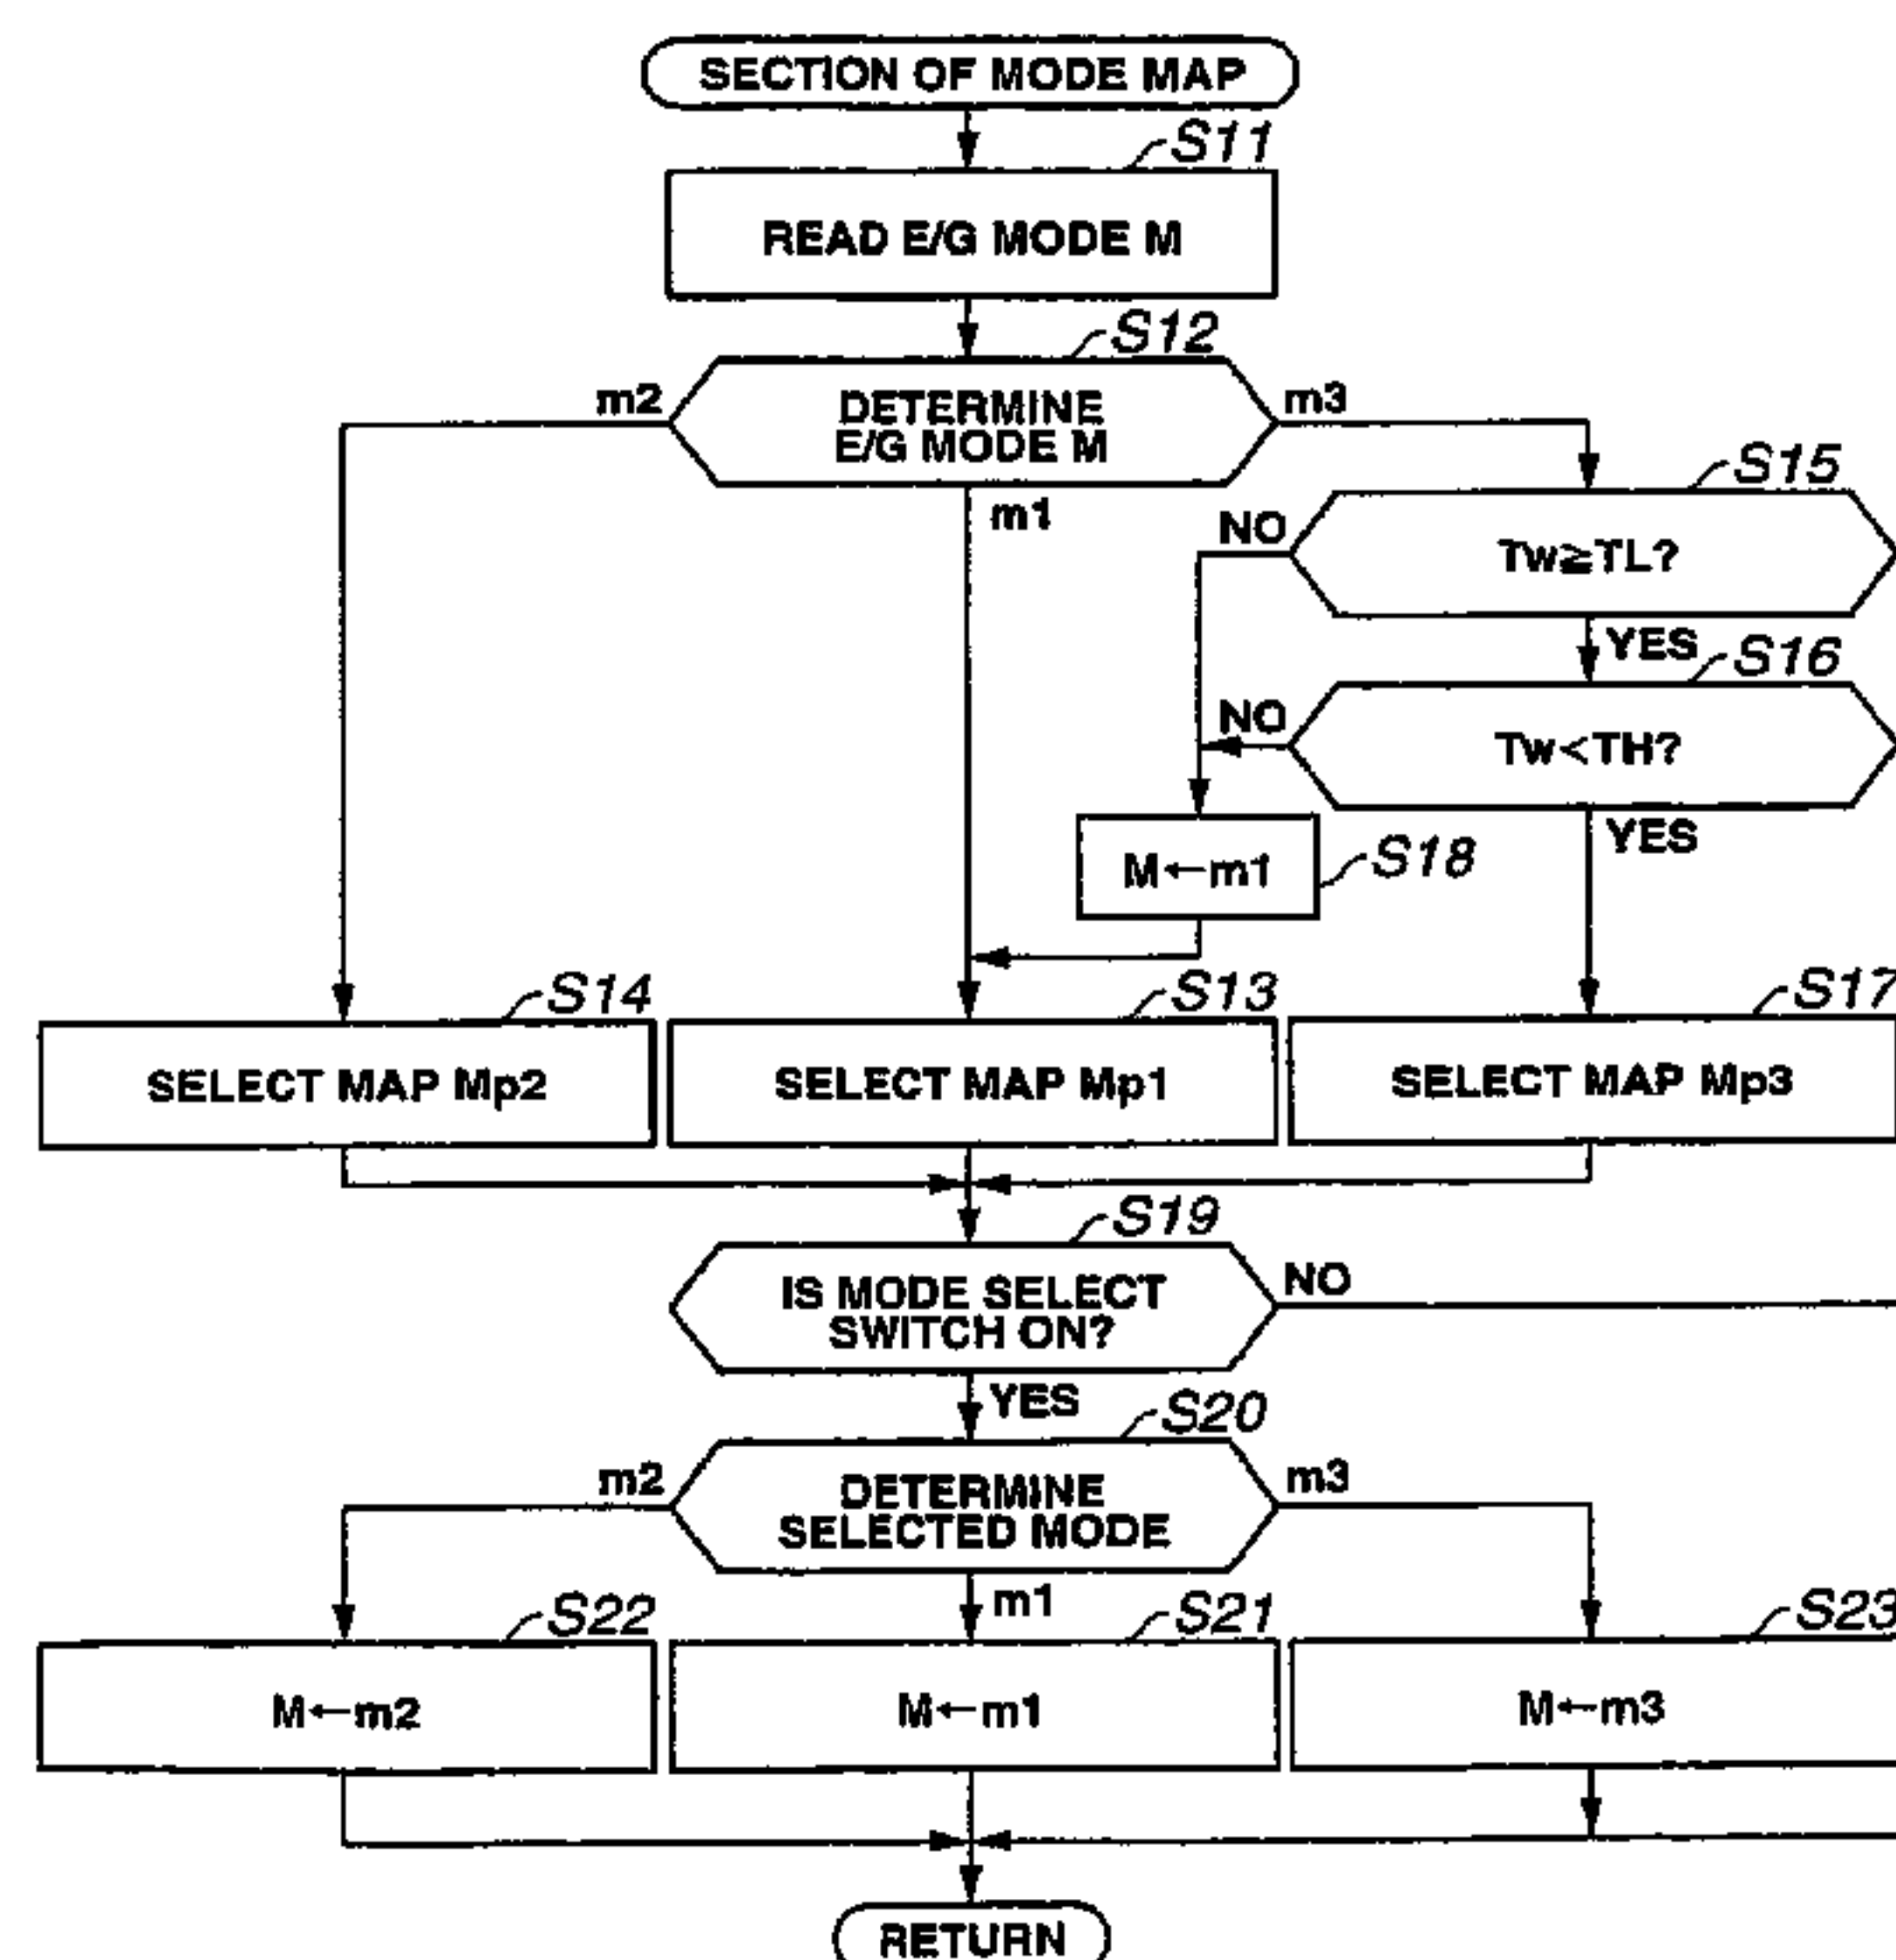 SECTION OF MODE MAP
S11
READ E/G MODE M
S12
m2
DETERMINE
E/G MODE M
m3
m1
S15
NO
Tw≧TL?
YES
S16
NO
Tw<TH?
YES
M←m1
S18
S14
S13
S17
SELECT MAP Mp2
SELECT MAP Mp1
SELECT MAP Mp3
S19
IS MODE SELECT
SWITCH ON?
NO
YES
S20
m2
DETERMINE
SELECTED MODE
m3
m1
S22
S21
S23
M←m2
M←m1
M←m3
RETURN